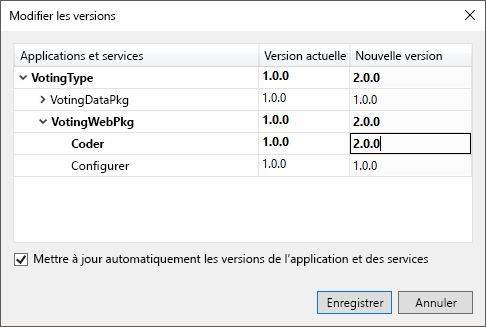 Modifier les versions
Applications et services Version actuelle Nouvelle version
VotingType 1.0.0 2.0.0
VotingDataPkg 1.0.0 1.0.0
VotingWebPkg 1.0.0 2.0.0
Coder 1.0.0 2.0.0
Configurer 1.0.0 1.0.0
Mettre à jour automatiquement les versions de l'application et des services
Enregistrer Annuler